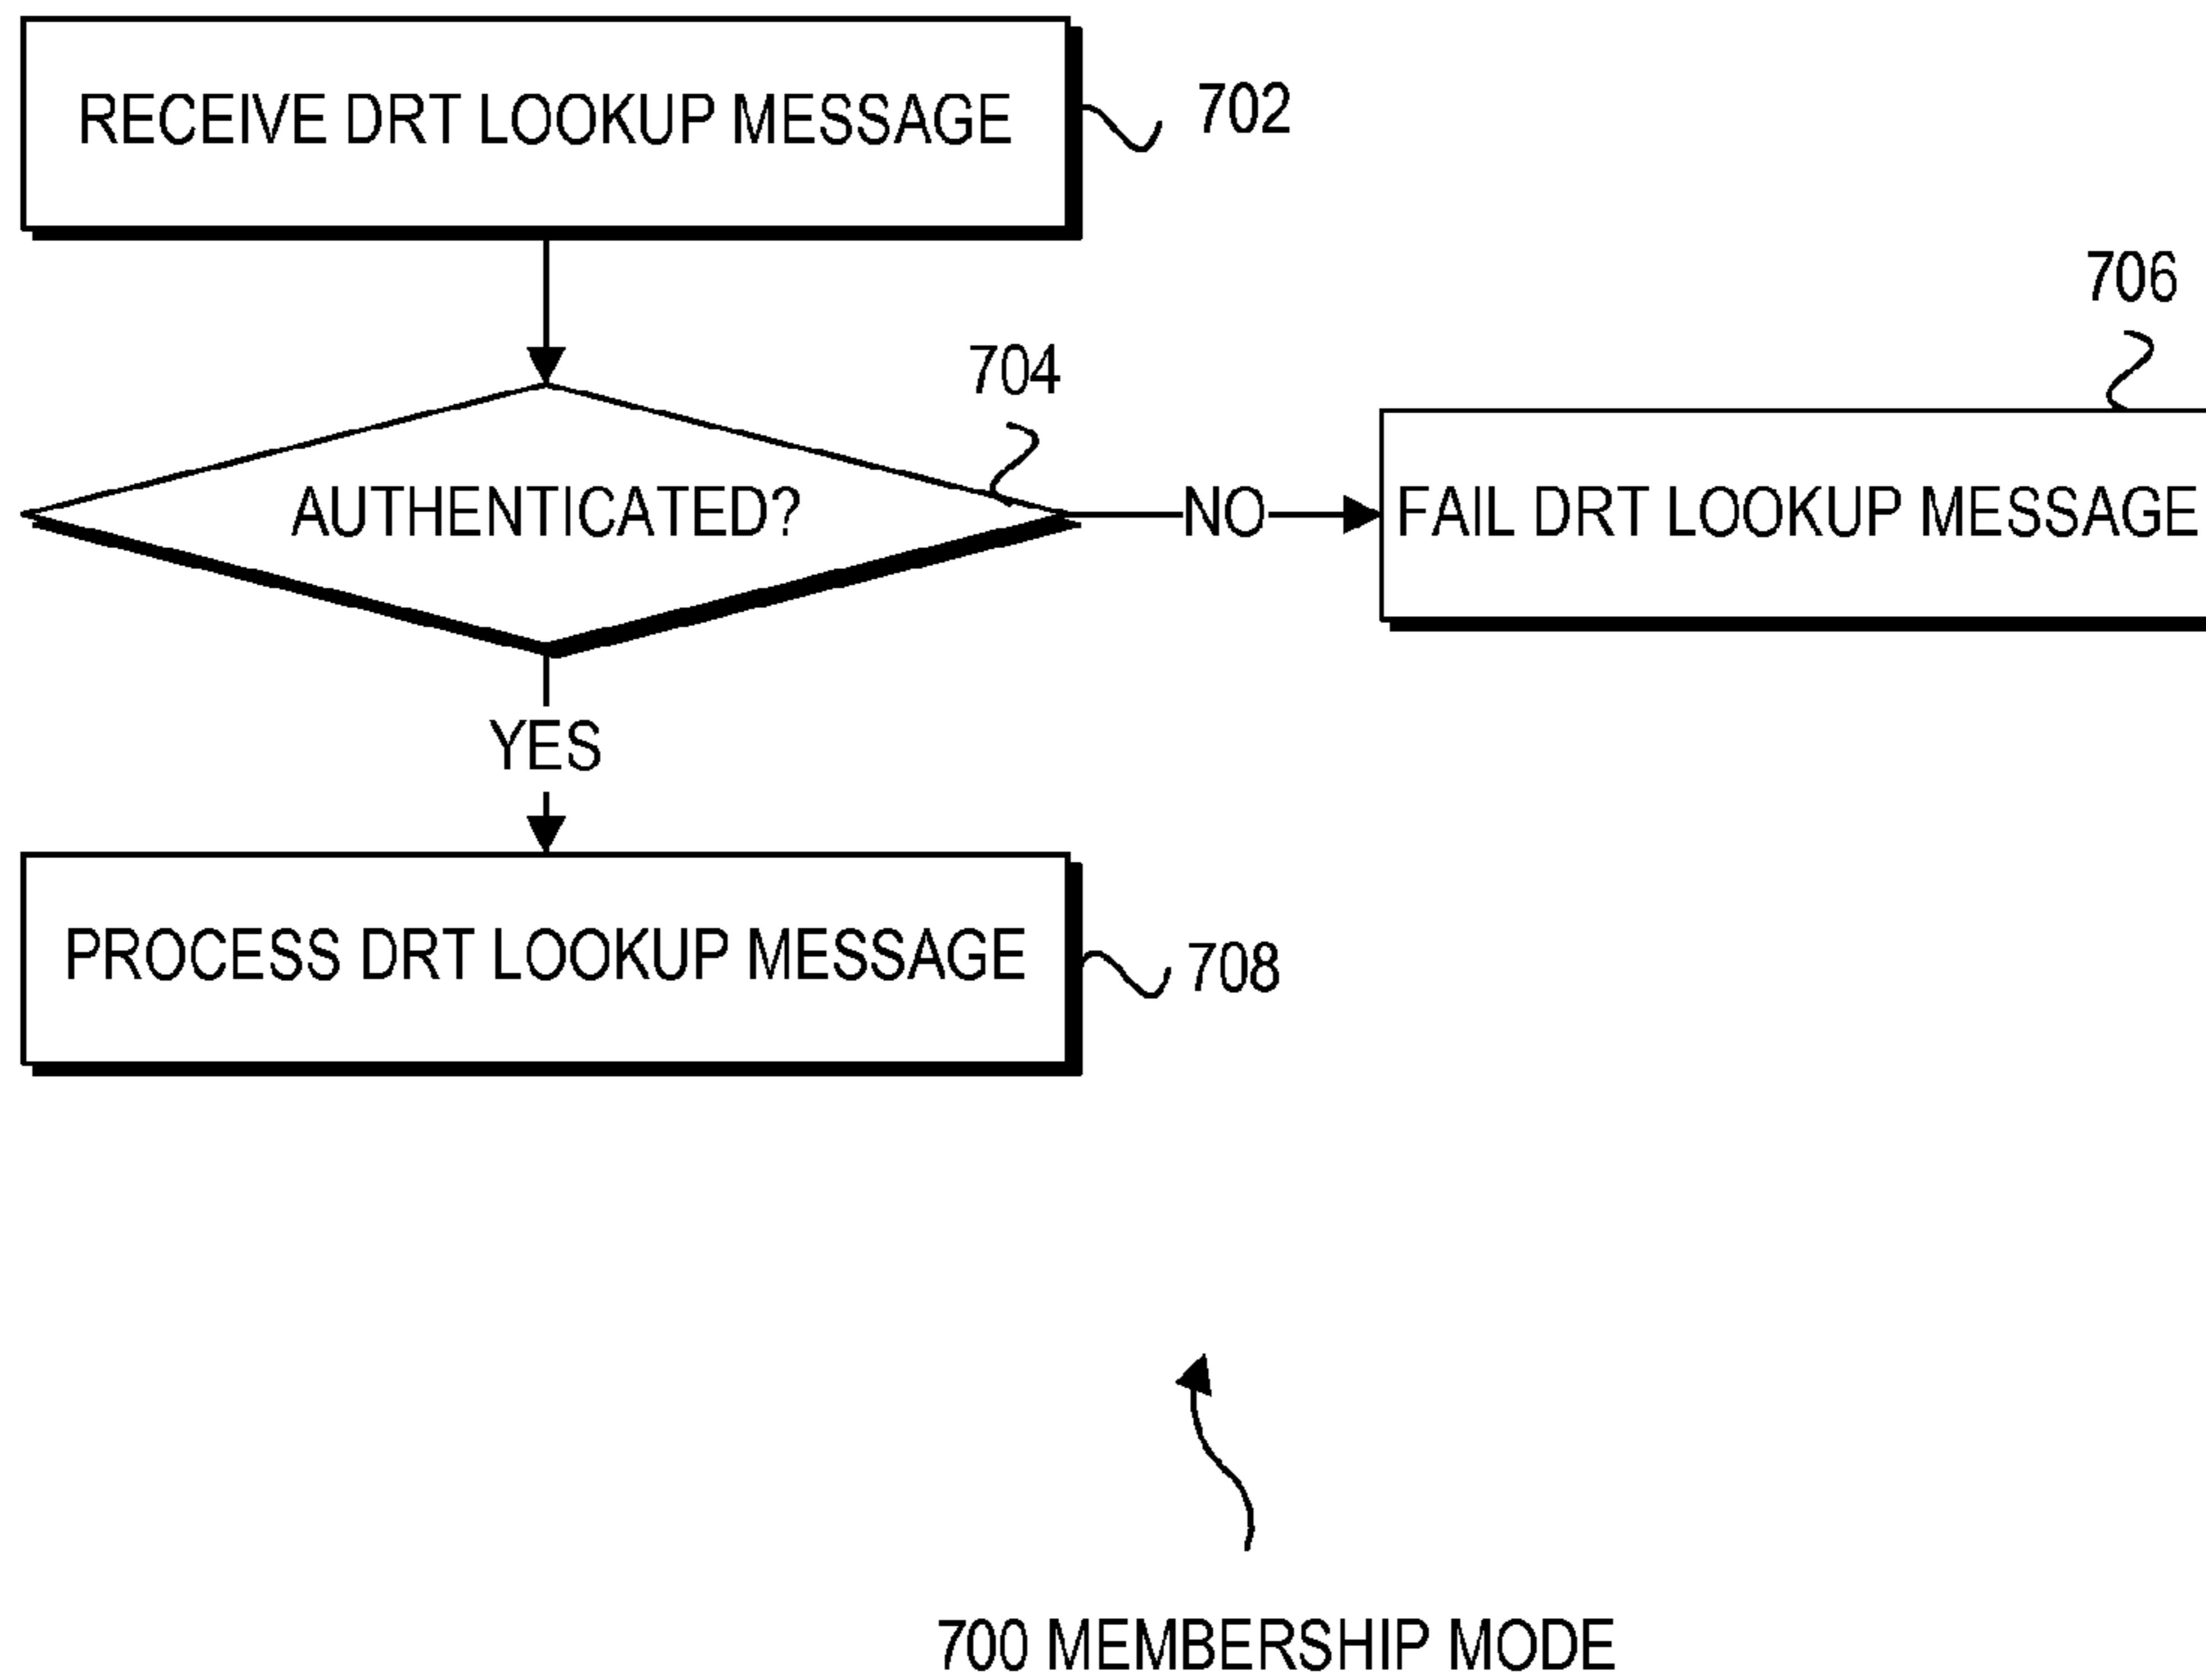 RECEIVE DRT LOOKUP MESSAGE
702
706
704
AUTHENTICATED?
NO
FAIL DRT LOOKUP MESSAGE
YES
PROCESS DRT LOOKUP MESSAGE
708
700 MEMBERSHIP MODE